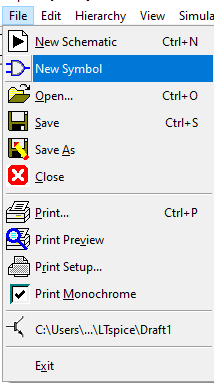 File Edit Hierarchy View Simula
New Schematic Ctrl+N
New Symbol
Open... Ctrl+O
Save Ctrl+S
Save As
Close
Print... Ctrl+P
Print Preview
Print Setup...
Print Monochrome
C:\Users\...\LTspice\Draft1
Exit